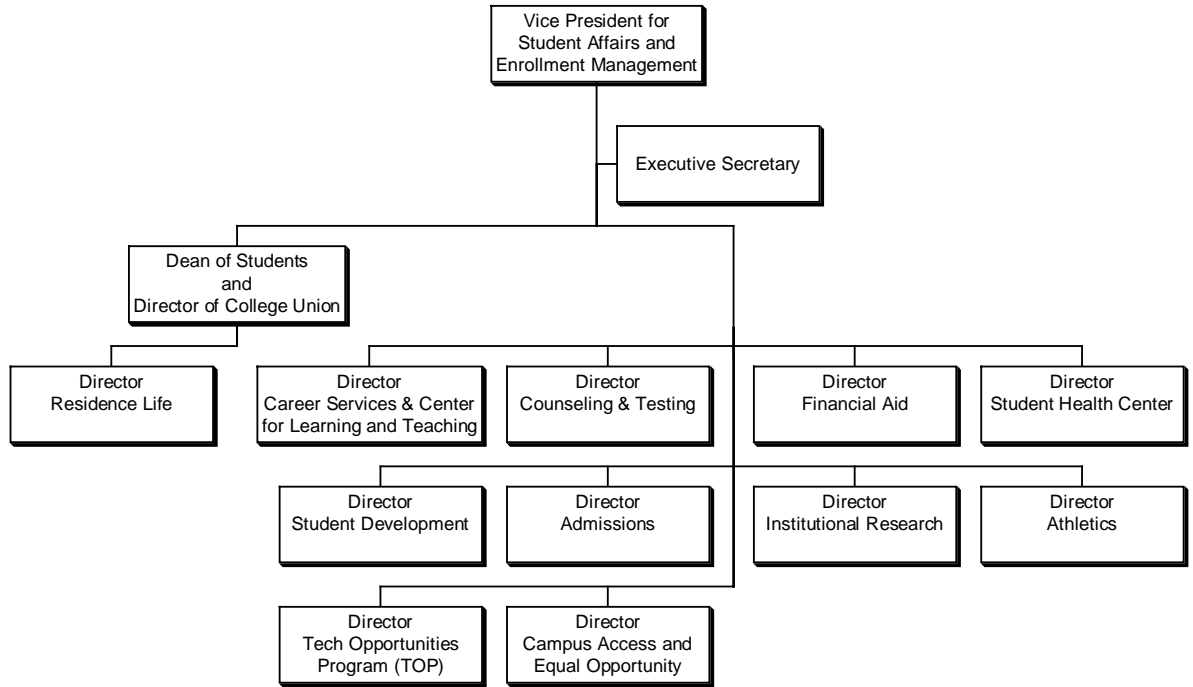 Vice President for
Student Affairs and
Enrollment Management
Executive Secretary
Dean of Students
and
Director of College Union
Director
Residence Life
Director
Career Services & Center
for Learning and Teaching
Director
Counseling & Testing
Director
Financial Aid
Director
Student Health Center
Director
Student Development
Director
Admissions
Director
Institutional Research
Director
Athletics
Director
Tech Opportunities
Program (TOP)
Director
Campus Access and
Equal Opportunity